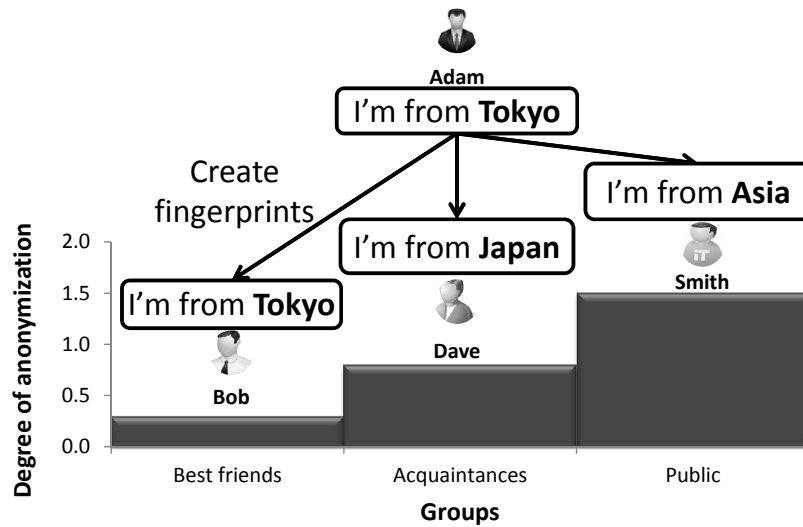 Adam
I'm from Tokyo
Create
fingerprints
I'm from Asia
I'm from Japan
I'm from Tokyo
Smith
Dave
Bob
Degree of anonymization
2.0
1.5
1.0
0.5
0.0
Best friends
Acquaintances
Public
Groups